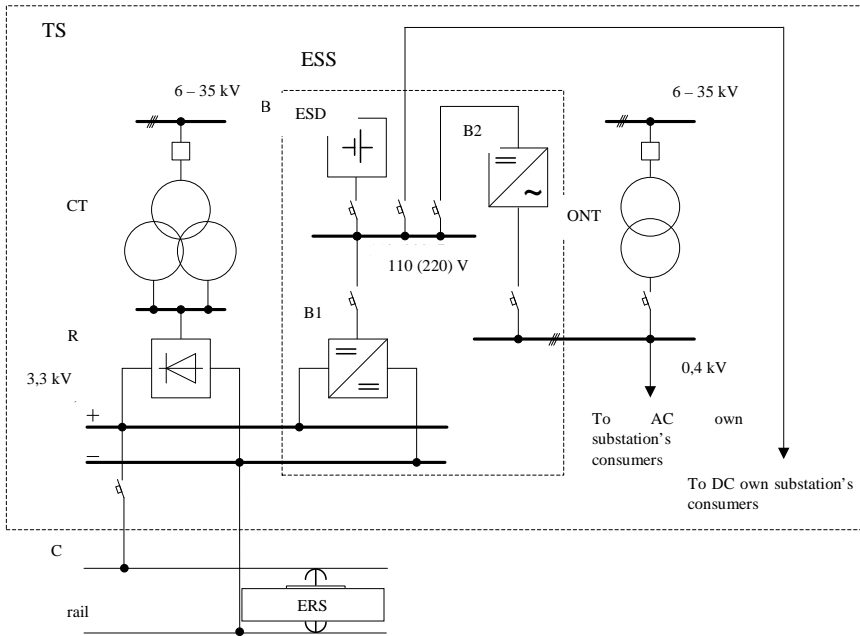 TS
ESS
6 – 35 kV
6 – 35 kV
B
ESD
B2
CT
ONT
110 (220) V
B1
R
3,3 kV
0,4 kV
+
To AC own
substation's
consumers
−
To DC own substation's
consumers
C
rail
ERS